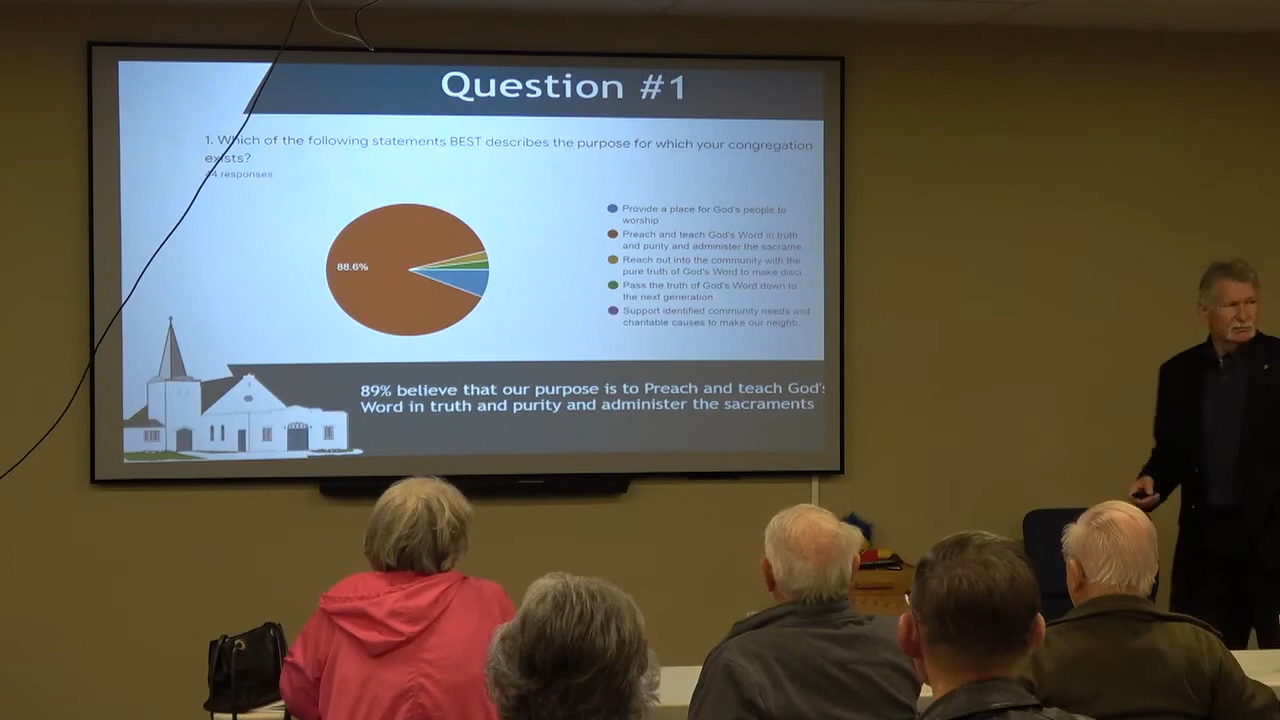 Question #1
1. Which of the following statements BEST describes the purpose for which your congregation
exists?
44 responses
88.6%
Provide a place for God's people to
worship
Preach and teach God's Word in truth
and purity and administer the sacrame...
Reach out into the community with the
pure truth of God's Word to make disci...
Pass the truth of God's Word down to
the next generation
Support identified community needs and
charitable causes to make our neighb...
89% believe that our purpose is to Preach and teach God's
Word in truth and purity and administer the sacraments